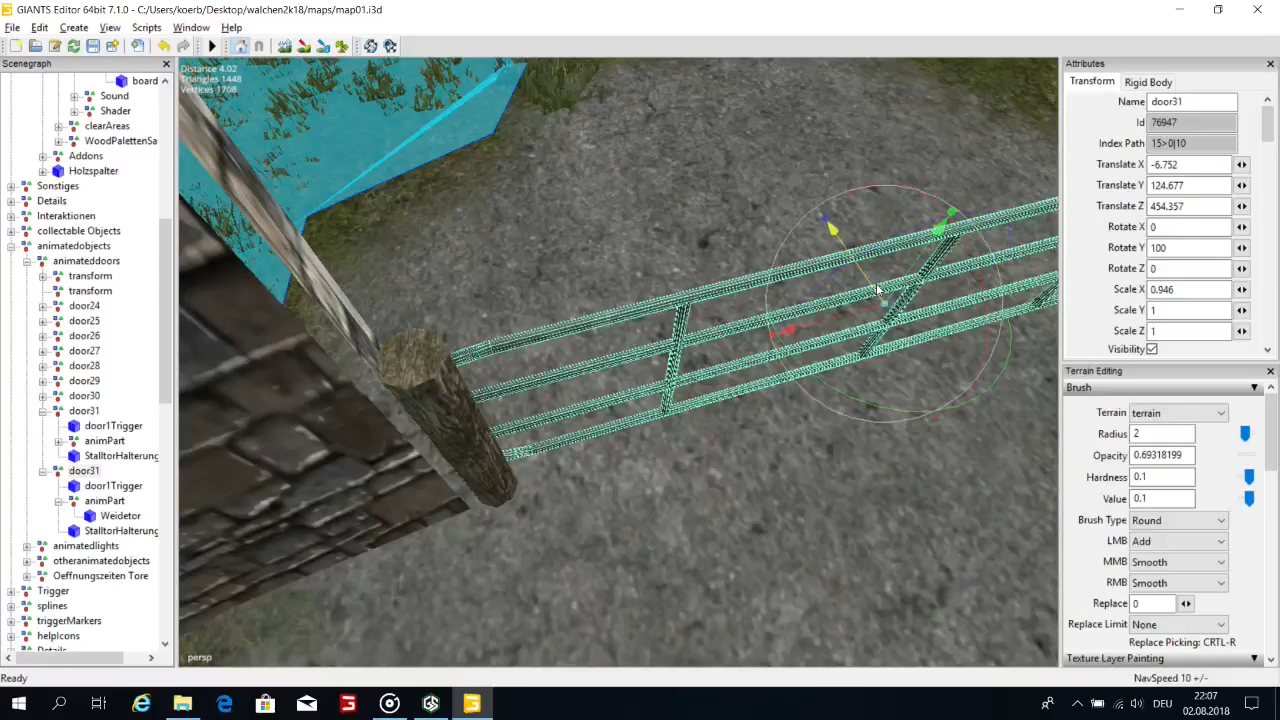 GIANTS Editor 64bit 7.1.0 - C:/Users/koerb/Desktop/walchen2k18/maps/map01.i3d
File Edit Create View Scripts Window Help
Scenegraph
board
Sound
Shader
clearAreas
WoodPalettenSa
Addons
Holzspalter
Sonstiges
Details
Interaktionen
collectable Objects
animatedobjects
animateddoors
transform
transform
door24
door25
door26
door27
door28
door29
door30
door31
door1Trigger
animPart
StalltorHalterung
door31
door1Trigger
animPart
Weidetor
StalltorHalterung
animatedlights
otheranimatedobjects
Oeffnungszeiten Tore
Trigger
splines
triggerMarkers
helpIcons
Details
Distance 4.02
Triangles 1448
Vertices 1708
persp
Attributes
Transform Rigid Body
Name door31
Id 76947
Index Path 15>0|10
Translate X -6.752
Translate Y 124.677
Translate Z 454.357
Rotate X 0
Rotate Y 100
Rotate Z 0
Scale X 0.946
Scale Y 1
Scale Z 1
Visibility
Terrain Editing
Brush
Terrain terrain
Radius 2
Opacity 0.69318199
Hardness 0.1
Value 0.1
Brush Type Round
LMB Add
MMB Smooth
RMB Smooth
Replace 0
Replace Limit None
Replace Picking: CRTL-R
Texture Layer Painting
Ready
NavSpeed 10 +/-
DEU
22:07
02.08.2018